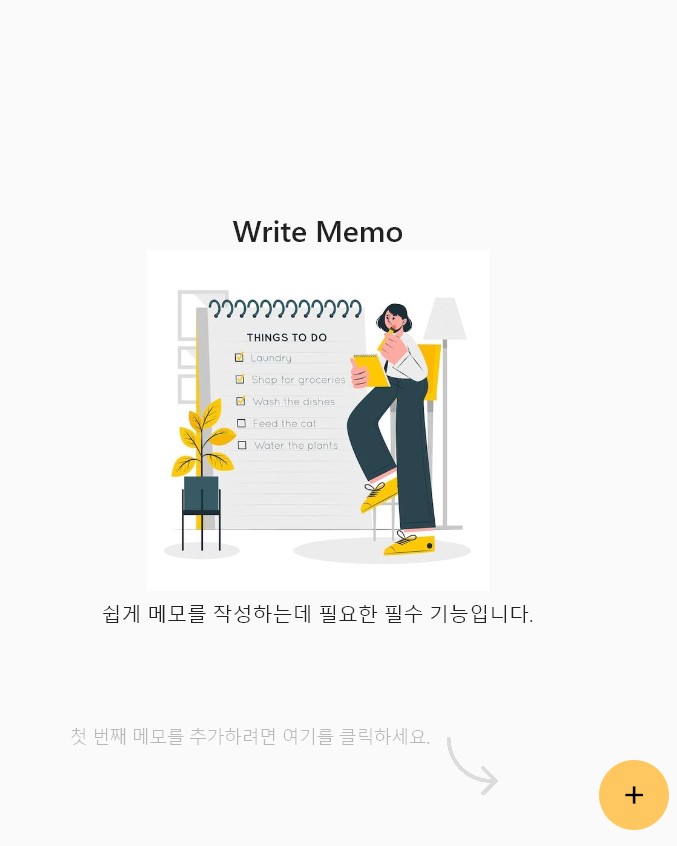 Write Memo
THINGS TO DO
Laundry
Shop for groceries
Wash the dishes
Feed the cat
Water the plants
쉽게 메모를 작성하는데 필요한 필수 기능입니다.
첫 번째 메모를 추가하려면 여기를 클릭하세요.
+